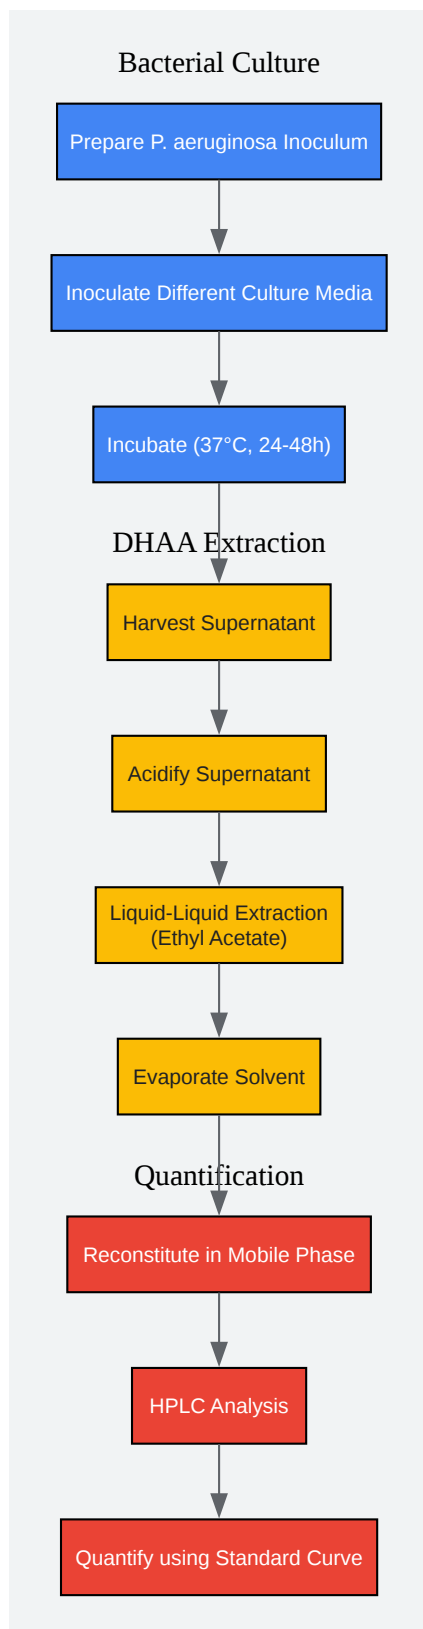 Bacterial Culture
Prepare P. aeruginosa Inoculum
Inoculate Different Culture Media
Incubate (37°C, 24-48h)
DHAA Extraction
Harvest Supernatant
Acidify Supernatant
Liquid-Liquid Extraction
(Ethyl Acetate)
Evaporate Solvent
Quantification
Reconstitute in Mobile Phase
HPLC Analysis
Quantify using Standard Curve